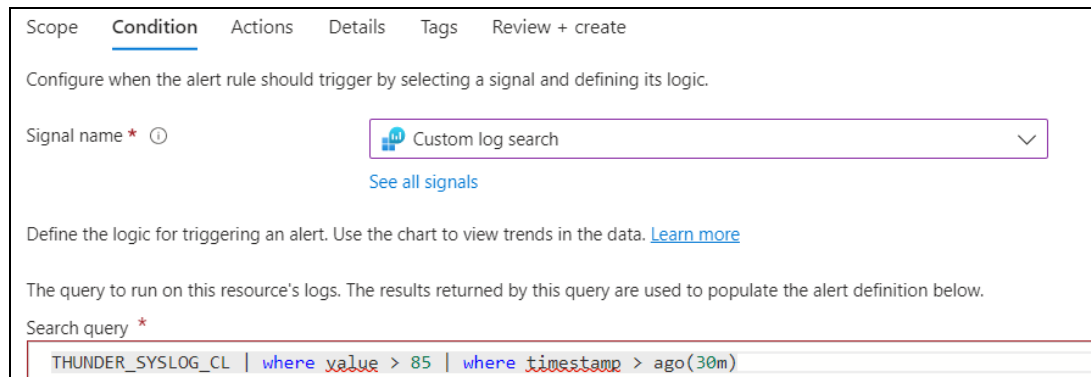 Scope Condition Actions Details Tags Review + create
Configure when the alert rule should trigger by selecting a signal and defining its logic.
Signal name *
Custom log search
See all signals
Define the logic for triggering an alert. Use the chart to view trends in the data. Learn more
The query to run on this resource's logs. The results returned by this query are used to populate the alert definition below.
Search query *
THUNDER_SYSLOG_CL | where value > 85 | where timestamp > ago(30m)